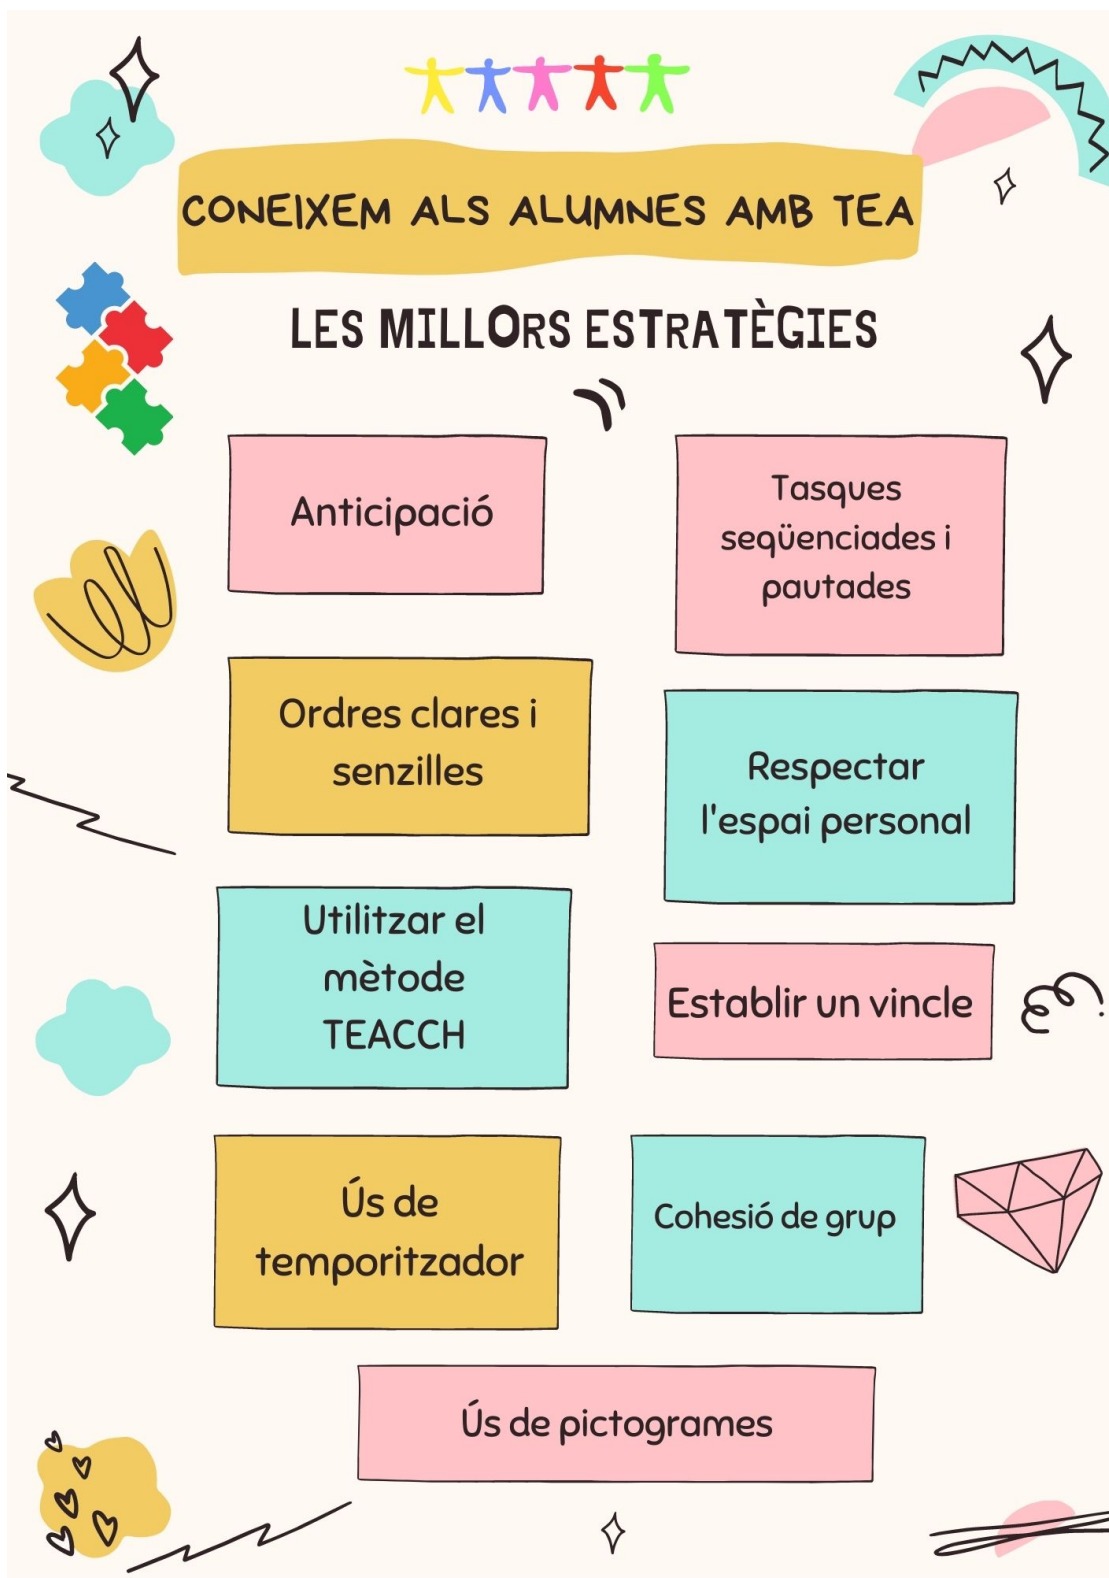 CONEIXEM ALS ALUMNES AMB TEA
LES MILLORS ESTRATÈGIES
Anticipació
Tasques
seqüenciades i
pautades
Ordres clares i
senzilles
Respectar
l'espai personal
Utilitzar el
mètode
TEACCH
Establir un vincle
Ús de
temporitzador
Cohesió de grup
Ús de pictogrames